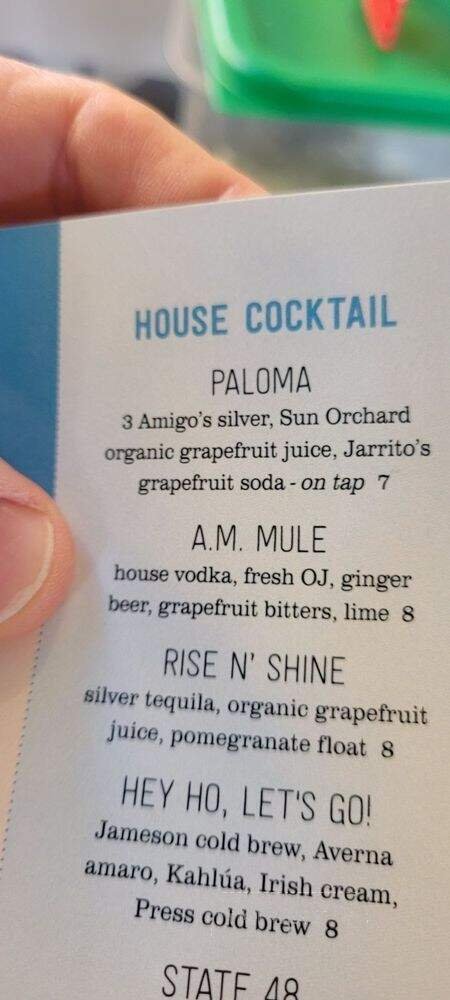 HOUSE COCKTAIL
PALOMA
3 Amigo's silver, Sun Orchard
organic grapefruit juice, Jarrito's
grapefruit soda - on tap 7
A.M. MULE
house vodka, fresh OJ, ginger
beer, grapefruit bitters, lime 8
RISE N' SHINE
silver tequila, organic grapefruit
juice, pomegranate float 8
HEY HO, LET'S GO!
Jameson cold brew, Averna
amaro, Kahlúa, Irish cream,
Press cold brew 8
STATE 48